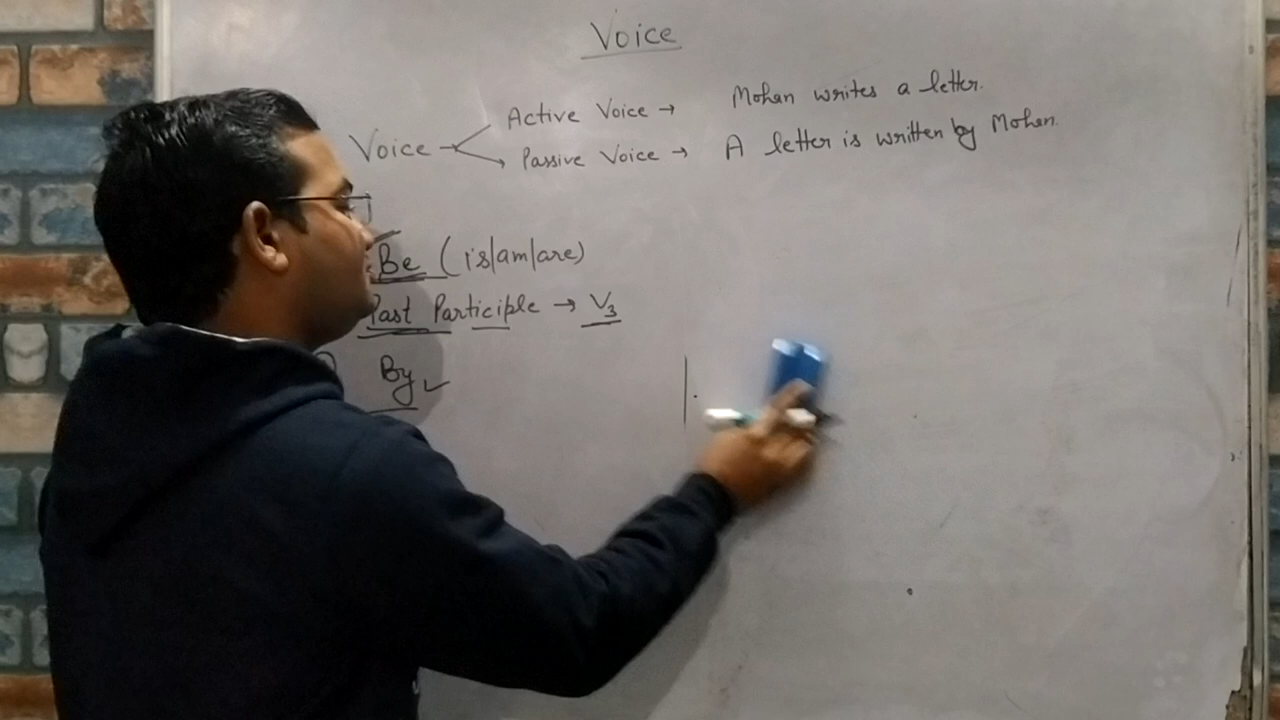 Voice
Active Voice → Mohan writes a letter.
Voice
Passive Voice → A letter is written by Mohan.
Be (is/am/are)
Past Participle → V3
By ✓